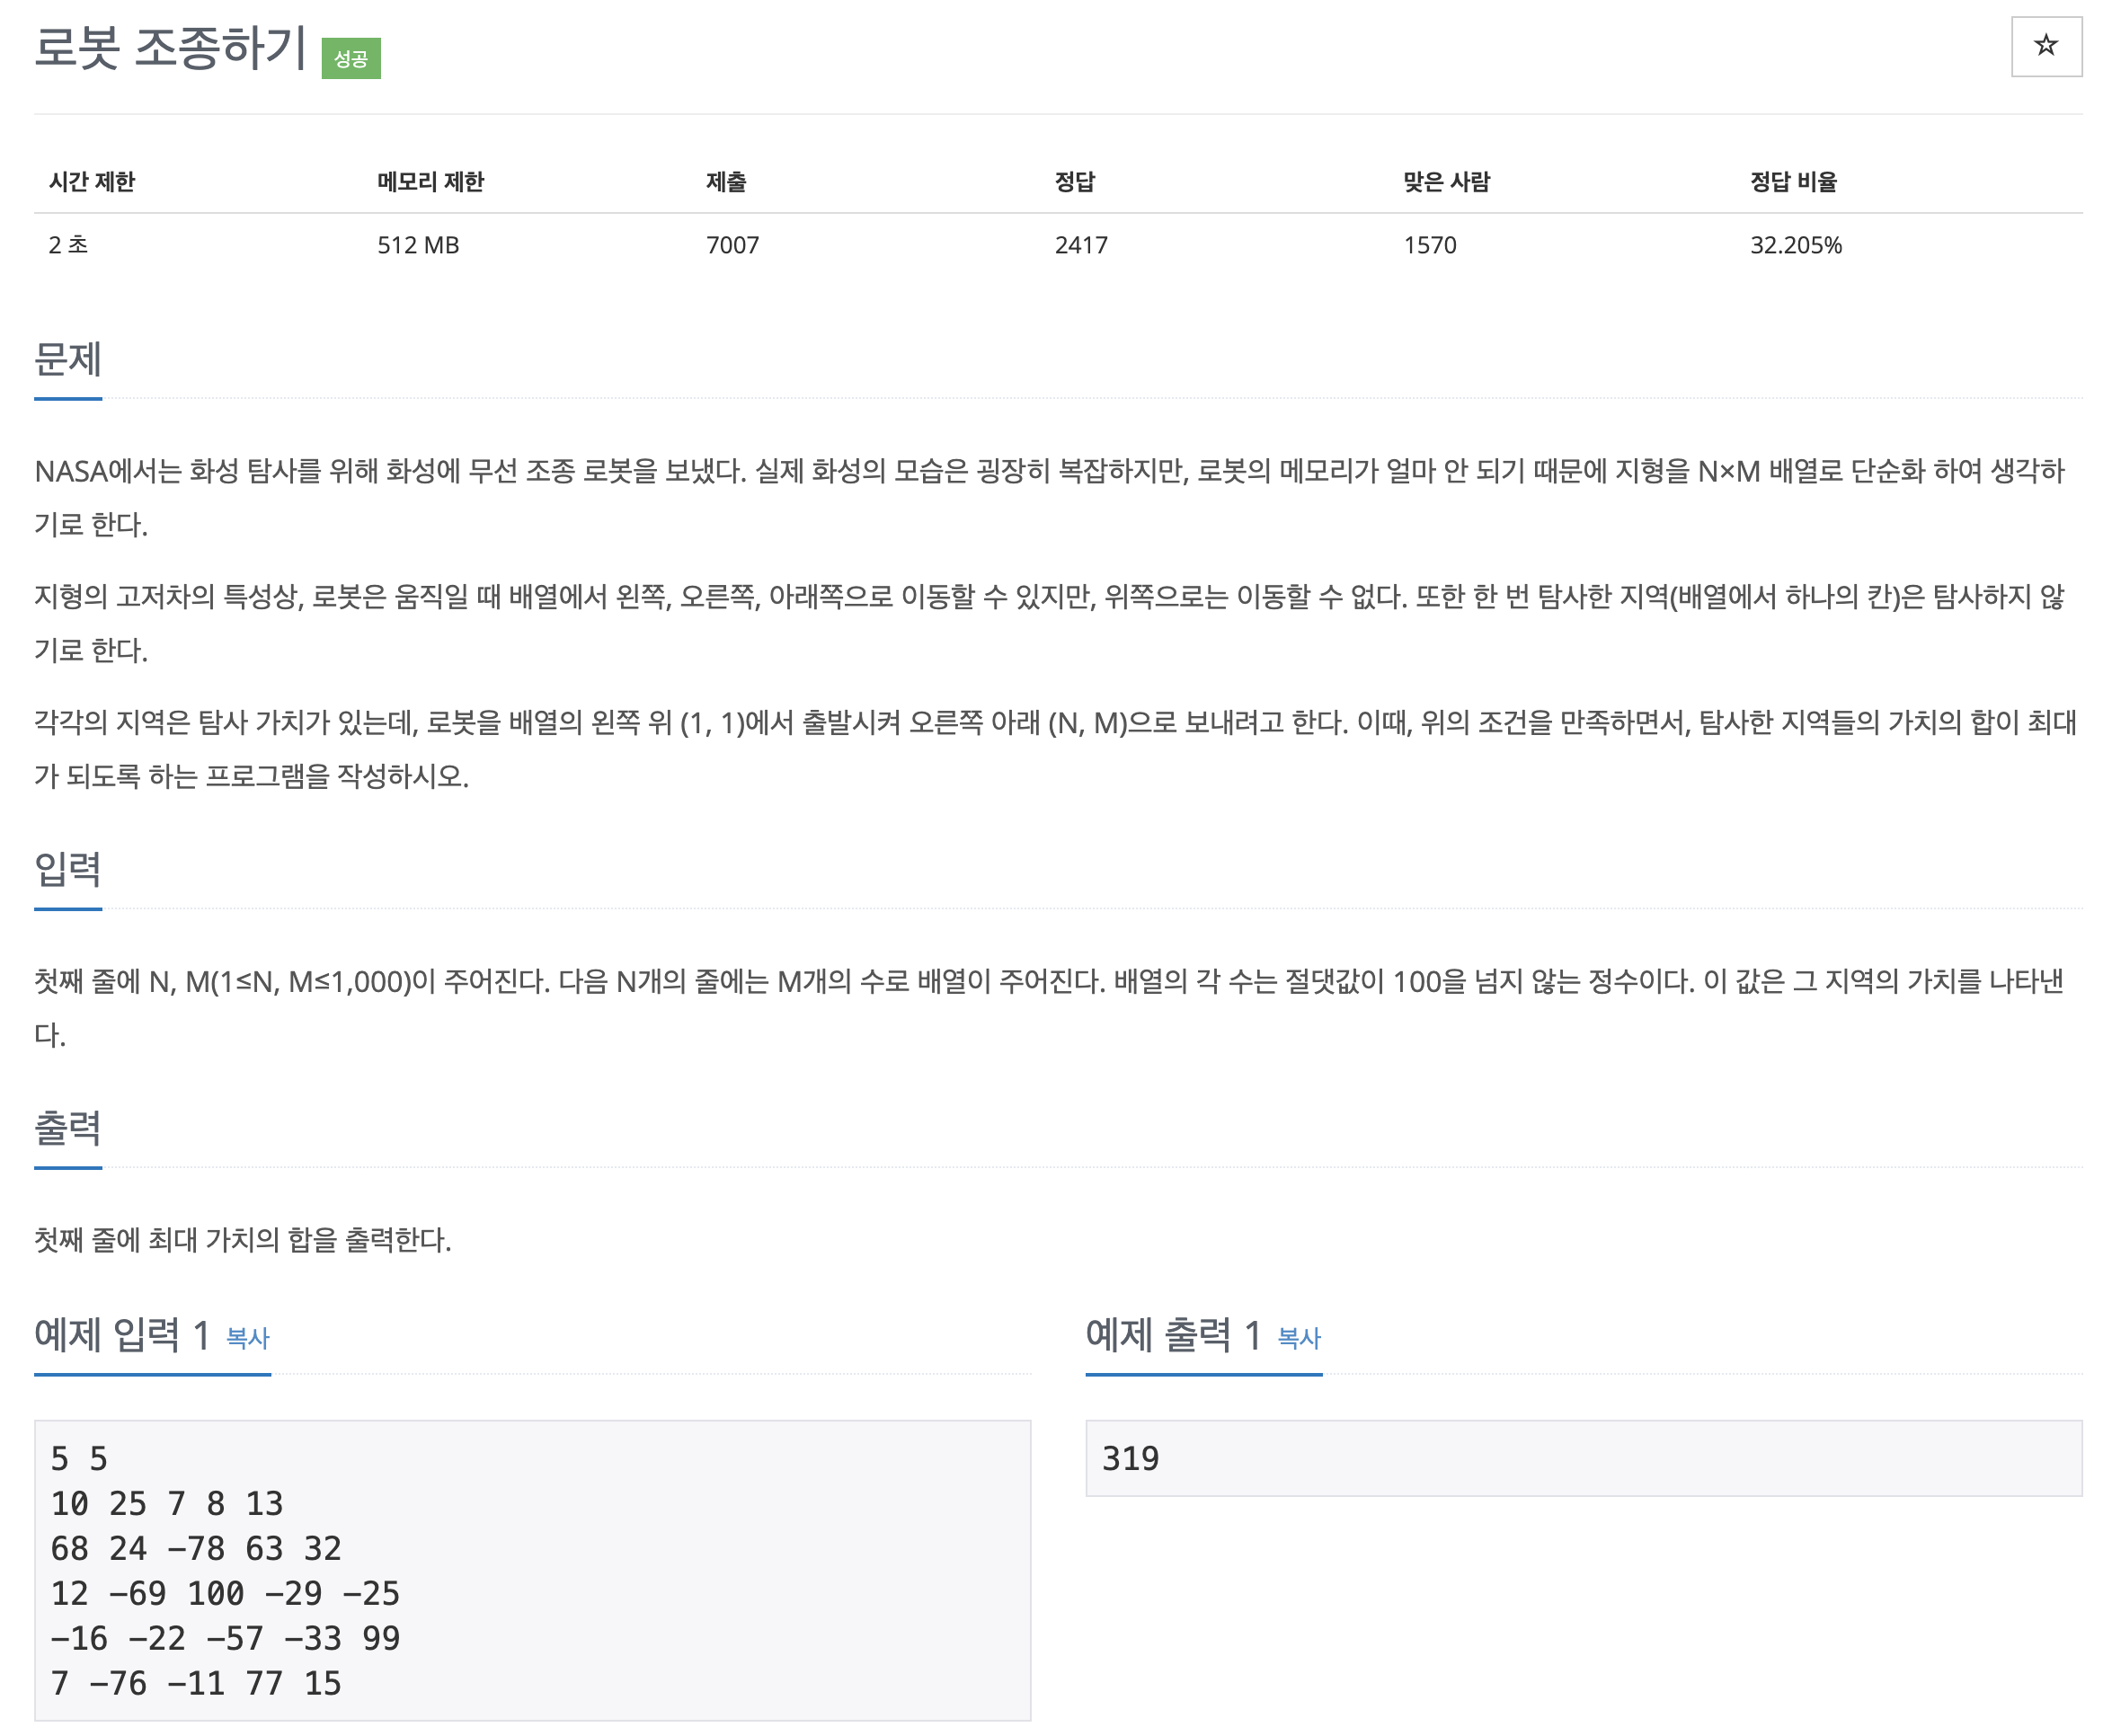 로봇 조종하기 성공
시간 제한 메모리 제한 제출 정답 맞은 사람 정답 비율
2 초 512 MB 7007 2417 1570 32.205%
문제
NASA에서는 화성 탐사를 위해 화성에 무선 조종 로봇을 보냈다. 실제 화성의 모습은 굉장히 복잡하지만, 로봇의 메모리가 얼마 안 되기 때문에 지형을 N×M 배열로 단순화 하여 생각하
기로 한다.
지형의 고저차의 특성상, 로봇은 움직일 때 배열에서 왼쪽, 오른쪽, 아래쪽으로 이동할 수 있지만, 위쪽으로는 이동할 수 없다. 또한 한 번 탐사한 지역(배열에서 하나의 칸)은 탐사하지 않
기로 한다.
각각의 지역은 탐사 가치가 있는데, 로봇을 배열의 왼쪽 위 (1, 1)에서 출발시켜 오른쪽 아래 (N, M)으로 보내려고 한다. 이때, 위의 조건을 만족하면서, 탐사한 지역들의 가치의 합이 최대
가 되도록 하는 프로그램을 작성하시오.
입력
첫째 줄에 N, M(1≤N, M≤1,000)이 주어진다. 다음 N개의 줄에는 M개의 수로 배열이 주어진다. 배열의 각 수는 절댓값이 100을 넘지 않는 정수이다. 이 값은 그 지역의 가치를 나타낸
다.
출력
첫째 줄에 최대 가치의 합을 출력한다.
예제 입력 1 복사
5 5
10 25 7 8 13
68 24 -78 63 32
12 -69 100 -29 -25
-16 -22 -57 -33 99
7 -76 -11 77 15
예제 출력 1 복사
319